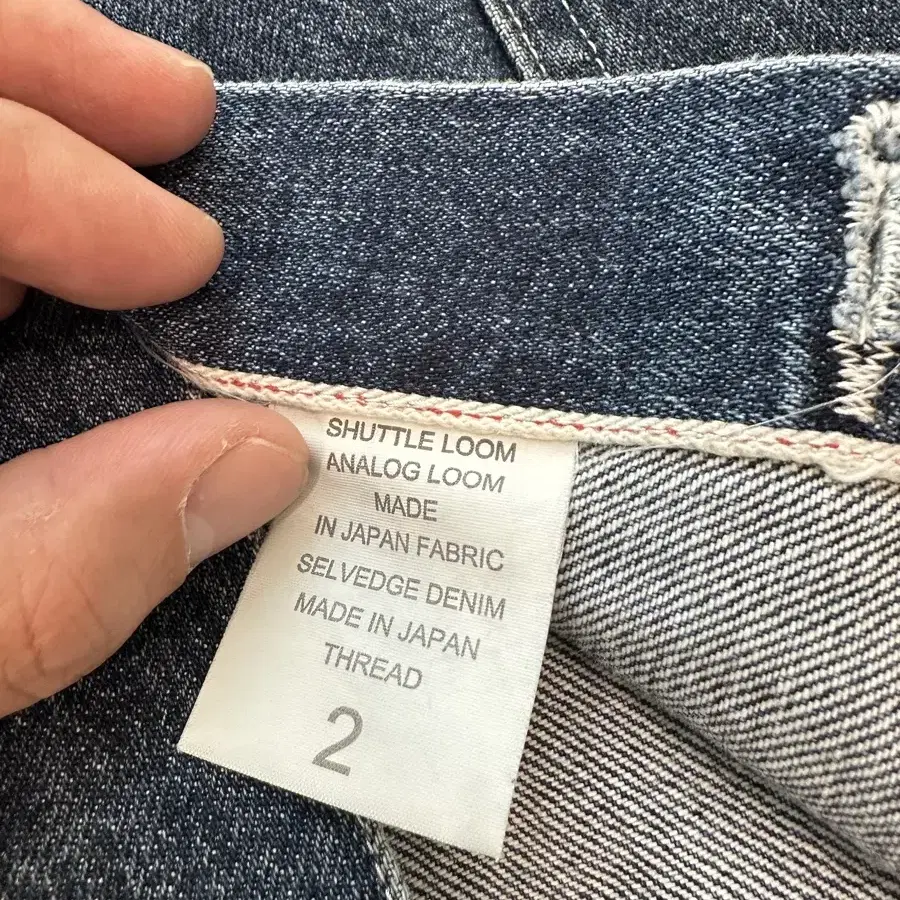 SHUTTLE LOOM
ANALOG LOOM
MADE
IN JAPAN FABRIC
SELVEDGE DENIM
MADE IN JAPAN
THREAD
2